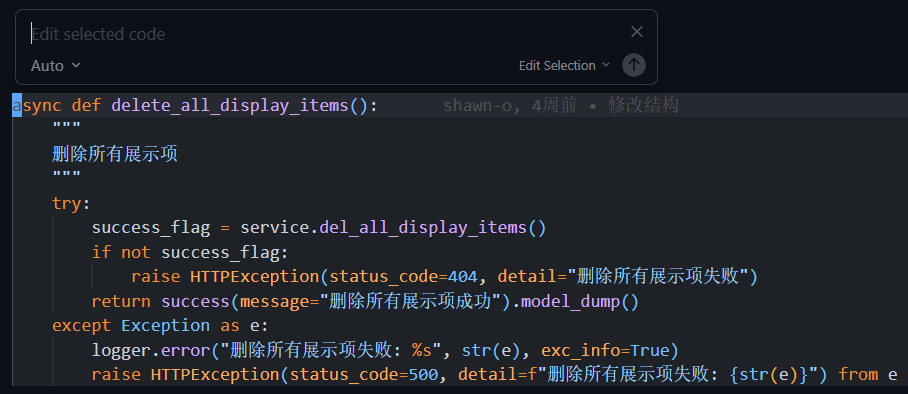 Edit selected code
Auto
Edit Selection
async def delete_all_display_items():    shawn-o, 4周前 • 修改结构
"""
删除所有展示项
"""
try:
success_flag = service.del_all_display_items()
if not success_flag:
raise HTTPException(status_code=404, detail="删除所有展示项失败")
return success(message="删除所有展示项成功").model_dump()
except Exception as e:
logger.error("删除所有展示项失败: %s", str(e), exc_info=True)
raise HTTPException(status_code=500, detail=f"删除所有展示项失败: {str(e)}") from e